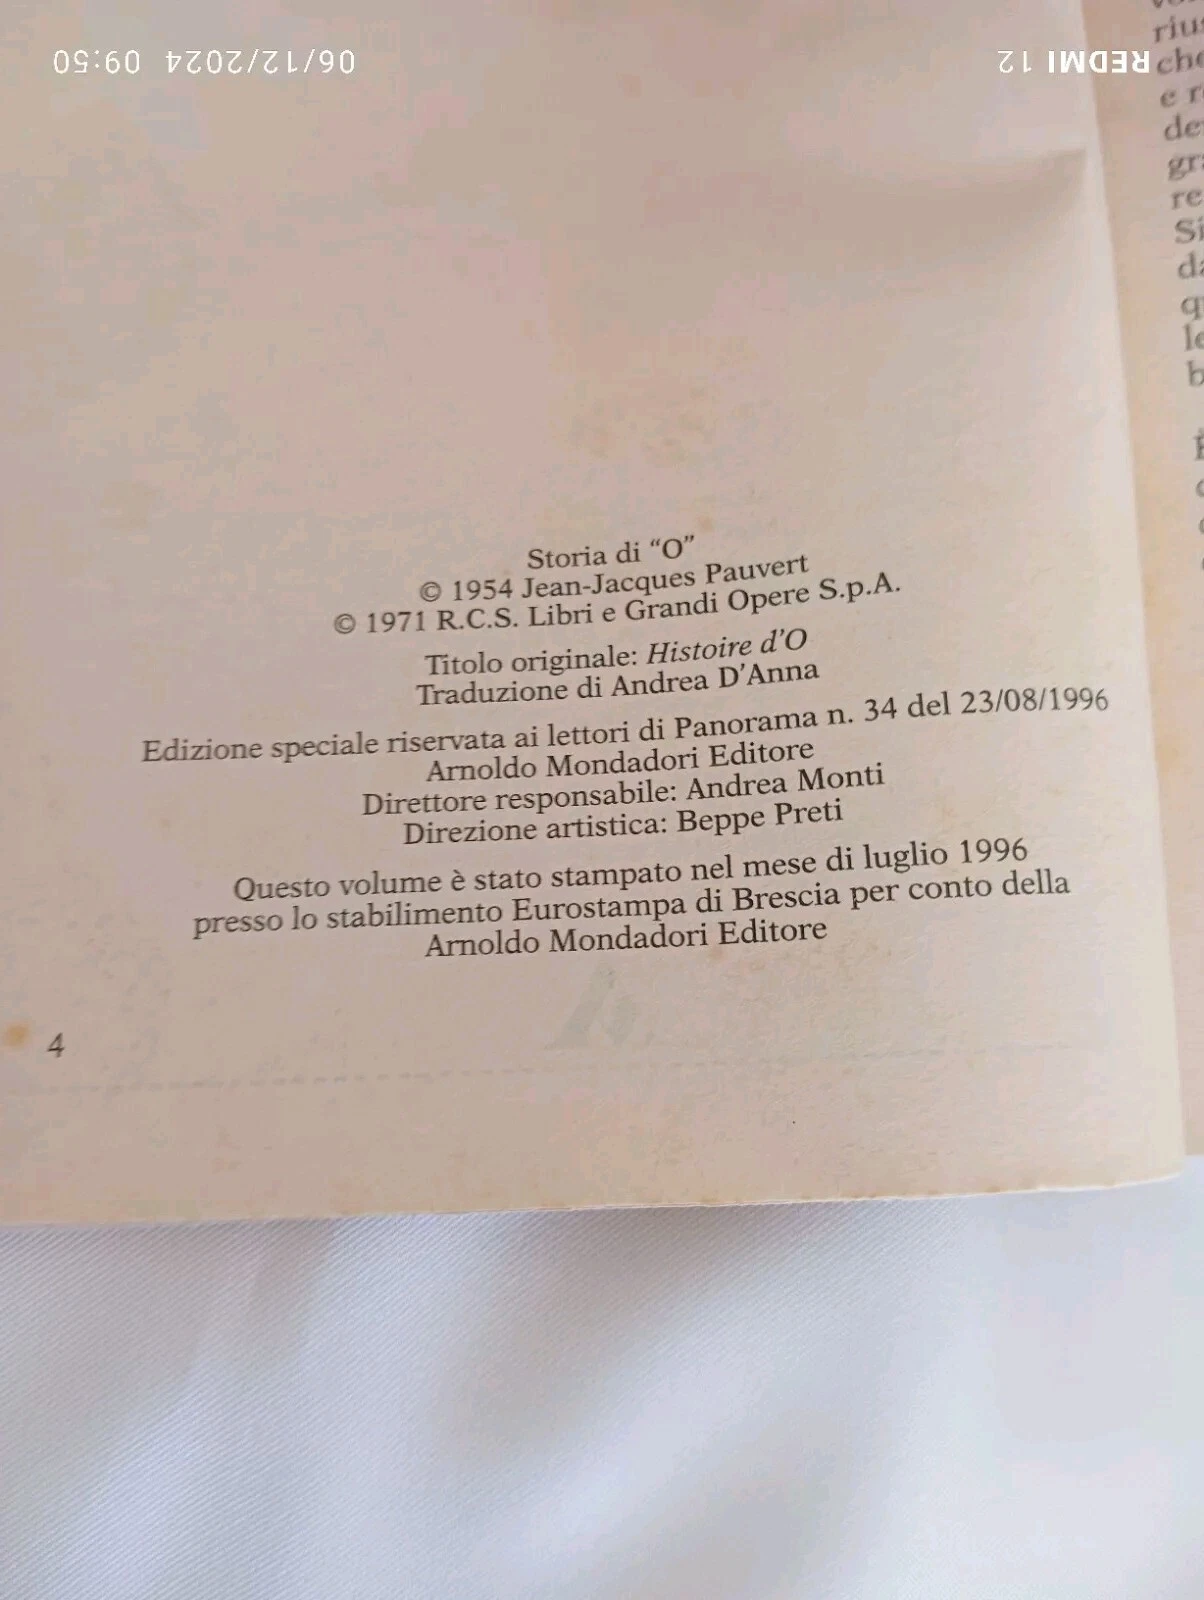 06/12/2024 09:50
REDMI 12
Storia di “O”
© 1954 Jean-Jacques Pauvert
© 1971 R.C.S. Libri e Grandi Opere S.p.A.
Titolo originale: Histoire d’O
Traduzione di Andrea D’Anna
Edizione speciale riservata ai lettori di Panorama n. 34 del 23/08/1996
Arnoldo Mondadori Editore
Direttore responsabile: Andrea Monti
Direzione artistica: Beppe Preti
Questo volume è stato stampato nel mese di luglio 1996
presso lo stabilimento Eurostampa di Brescia per conto della
Arnoldo Mondadori Editore
4